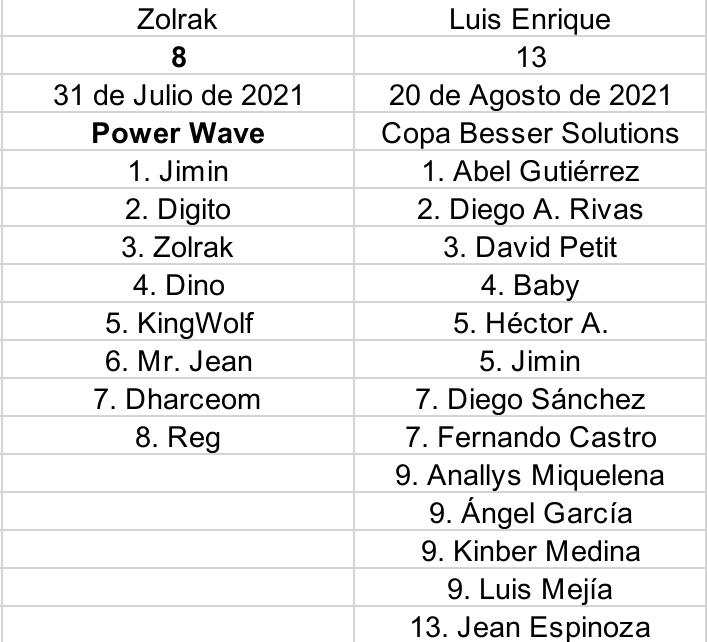 Zolrak
Luis Enrique
8
13
31 de Julio de 2021
20 de Agosto de 2021
Power Wave
Copa Besser Solutions
1. Jimin
1. Abel Gutiérrez
2. Digito
2. Diego A. Rivas
3. Zolrak
3. David Petit
4. Dino
4. Baby
5. KingWolf
5. Héctor A.
6. Mr. Jean
5. Jimin
7. Dharceom
7. Diego Sánchez
8. Reg
7. Fernando Castro
9. Anallys Miquelena
9. Ángel García
9. Kinber Medina
9. Luis Mejía
13. Jean Espinoza